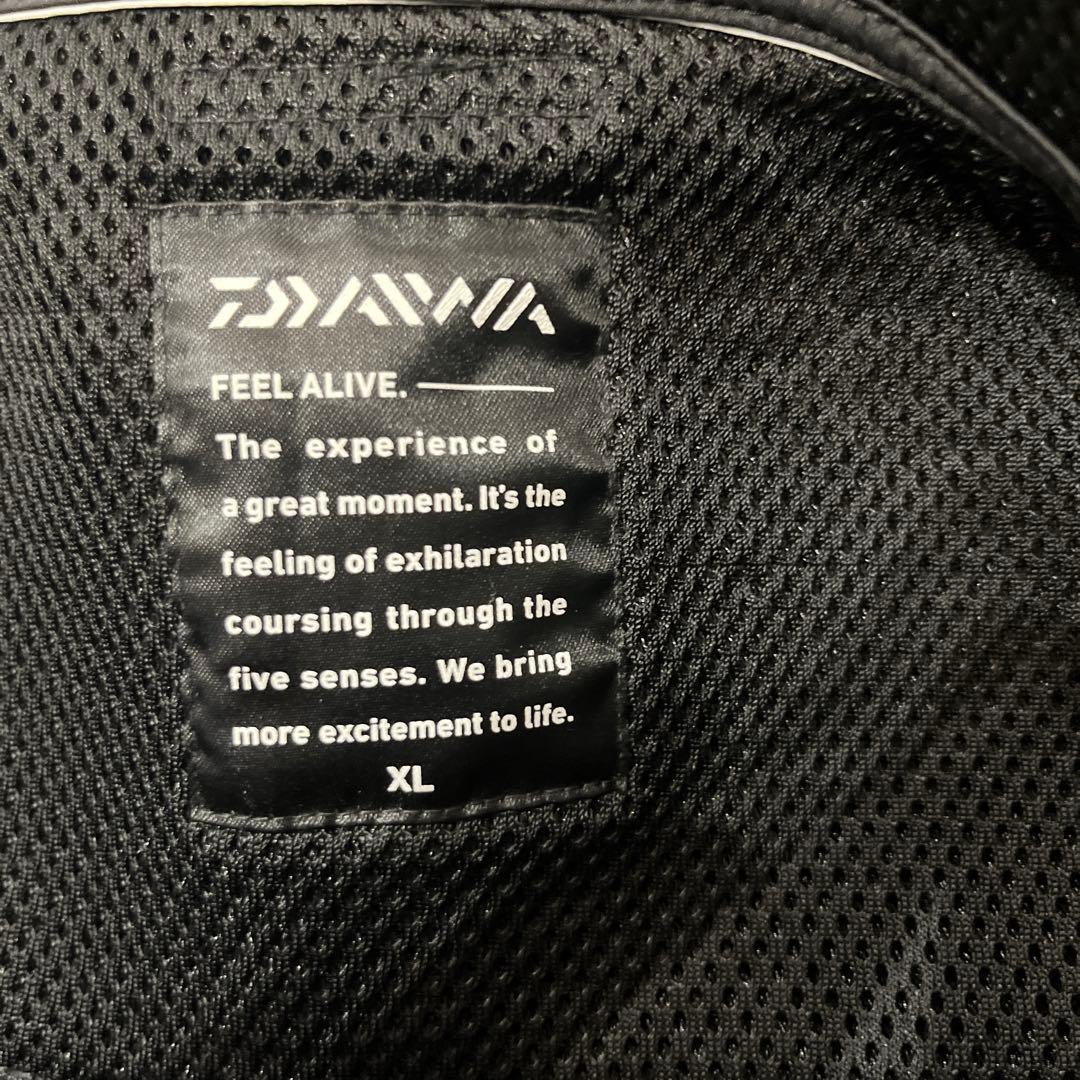 DAIWA
FEEL ALIVE.
The experience of
a great moment. It's the
feeling of exhilaration
coursing through the
five senses. We bring
more excitement to life.
XL